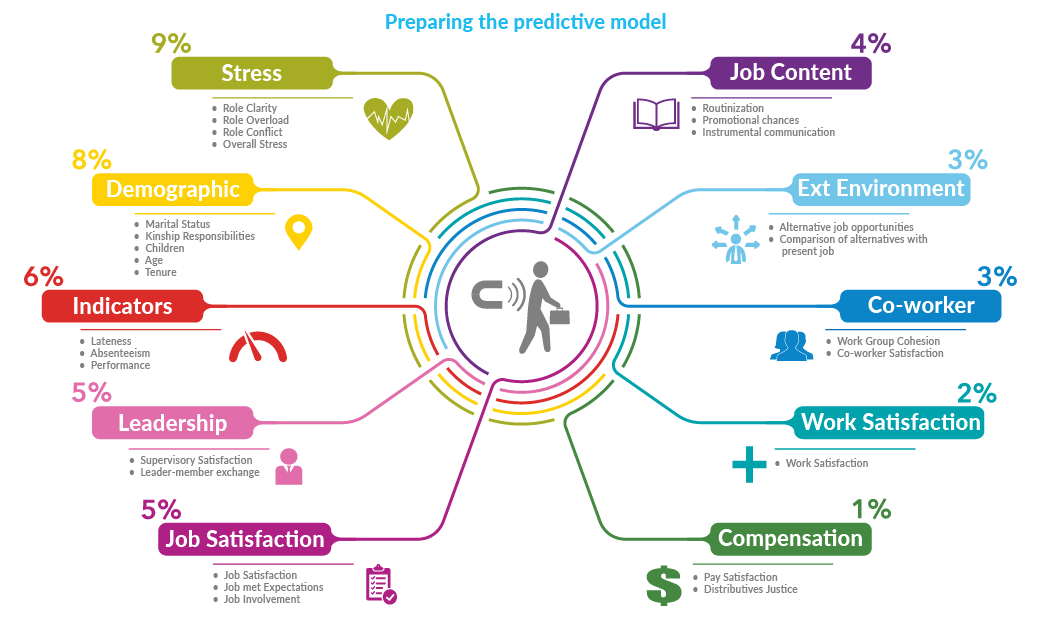 Preparing the predictive model
9%
Stress
• Role Clarity
• Role Overload
• Role Conflict
• Overall Stress
8%
Demographic
• Marital Status
• Kinship Responsibilities
• Children
• Age
• Tenure
6%
Indicators
• Lateness
• Absenteeism
• Performance
5%
Leadership
• Supervisory Satisfaction
• Leader-member exchange
5%
Job Satisfaction
• Job Satisfaction
• Job met Expectations
• Job Involvement
4%
Job Content
• Routinization
• Promotional chances
• Instrumental communication
3%
Ext Environment
• Alternative job opportunities
• Comparison of alternatives with
present job
3%
Co-worker
• Work Group Cohesion
• Co-worker Satisfaction
2%
Work Satisfaction
• Work Satisfaction
1%
Compensation
• Pay Satisfaction
• Distributives Justice